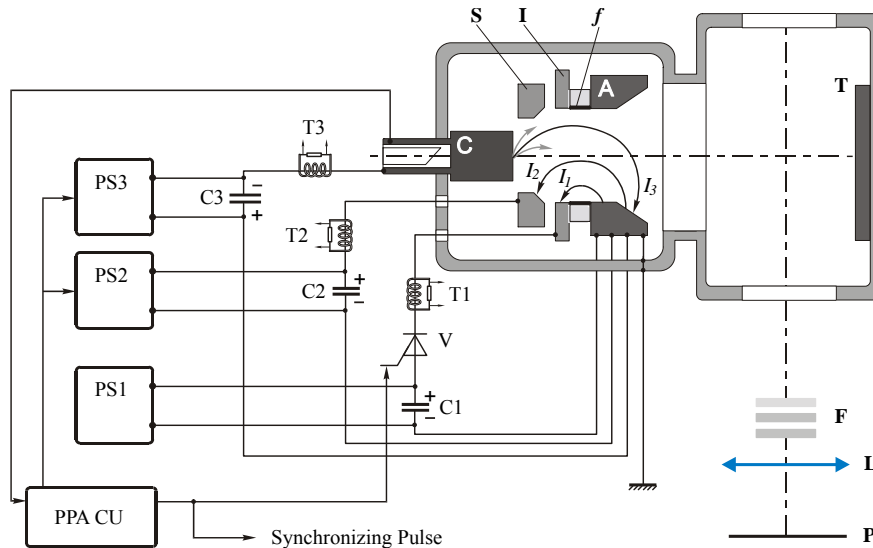 S I f
A T
T3
C
PS3 C3 − +
I2 I1 I3
T2
PS2 C2 + −
T1
V
PS1 C1 + −
F
L
PPA CU
Synchronizing Pulse
P